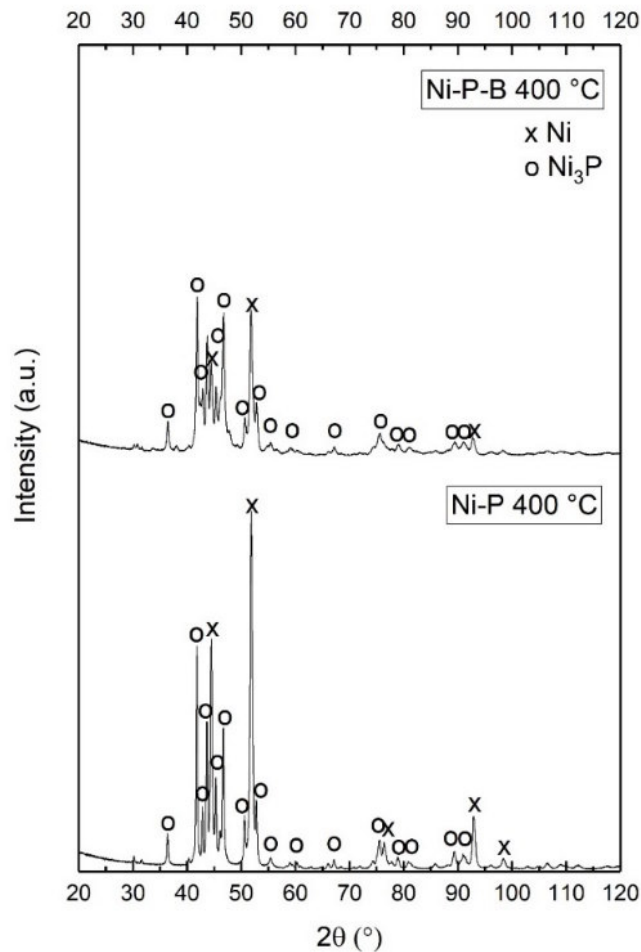 20 30 40 50 60 70 80 90 100 110 120
Ni-P-B 400 °C
x Ni
o Ni₃P
o o o x
o x
o o o o o o o o o o o x
Intensity (a.u.)
Ni-P 400 °C
x
o x
o o
o o
o o o o o o o x o o o o x x
20 30 40 50 60 70 80 90 100 110 120
2θ (°)